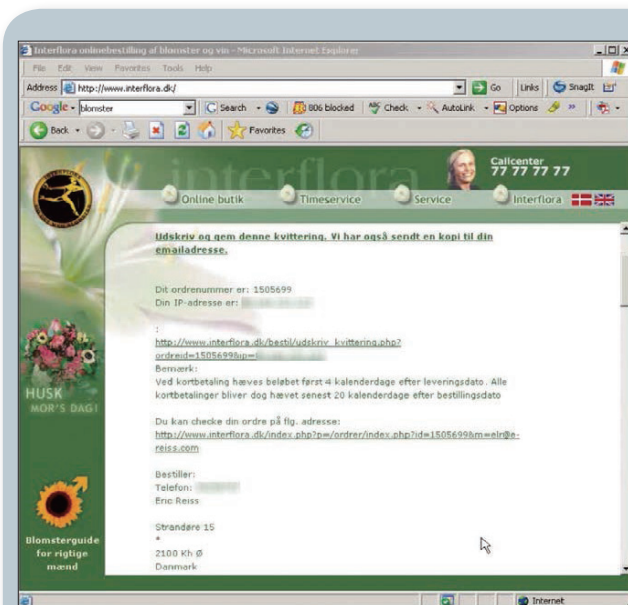 Interflora onlinebestilling af blomster og vin - Microsoft Internet Explorer
File Edit View Favorites Tools Help
Address http://www.interflora.dk/ Go Links SnagIt
Google blomster Search 806 blocked Check AutoLink Options
Back Favorites
interflora
Callcenter
77 77 77 77
Online butik Timeservice Service Interflora
Udskriv og gem denne kvittering. Vi har også sendt en kopi til din
emailadresse.
Dit ordrenummer er: 1505699
Din IP-adresse er:
:
http://www.interflora.dk/bestil/udskriv_kvittering.php?
ordreid=1505699&ip=
Bemærk:
Ved kortbetaling hæves beløbet først 4 kalenderdage efter leveringsdato. Alle
kortbetalinger bliver dog hævet senest 20 kalenderdage efter bestillingsdato
Du kan checke din ordre på flg. adresse:
http://www.interflora.dk/index.php?p=/ordrer/index.php?id=1505699&m=elr@e-
reiss.com
Bestiller:
Telefon:
Eric Reiss
Strandøre 15
*
2100 Kh Ø
Danmark
HUSK
MOR'S DAG!
Blomsterguide
for rigtige
mænd
Internet